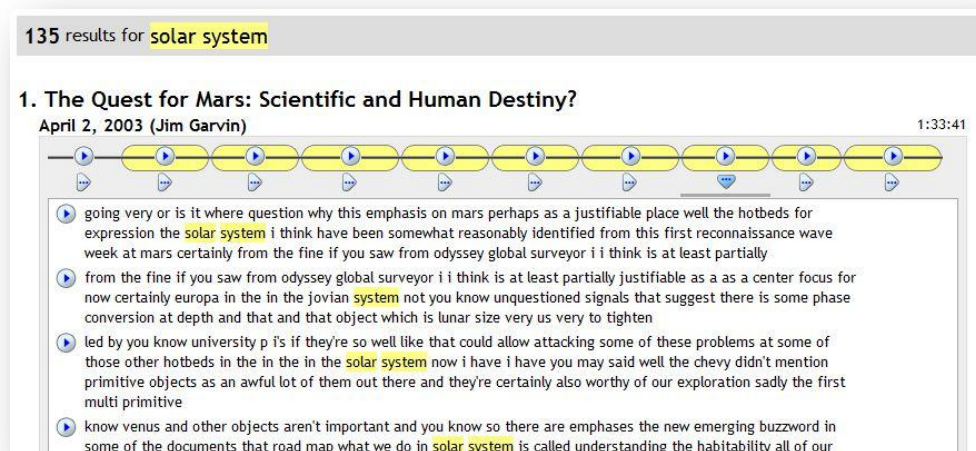 135 results for solar system
1. The Quest for Mars: Scientific and Human Destiny?
April 2, 2003 (Jim Garvin)
1:33:41
going very or is it where question why this emphasis on mars perhaps as a justifiable place well the hotbeds for
expression the solar system i think have been somewhat reasonably identified from this first reconnaissance wave
week at mars certainly from the fine if you saw from odyssey global surveyor i i think is at least partially
from the fine if you saw from odyssey global surveyor i i think is at least partially justifiable as a as a center focus for
now certainly europa in the in the jovian system not you know unquestioned signals that suggest there is some phase
conversion at depth and that and that object which is lunar size very us very to tighten
led by you know university p i's if they're so well like that could allow attacking some of these problems at some of
those other hotbeds in the in the in the solar system now i have i have you may said well the chevy didn't mention
primitive objects as an awful lot of them out there and they're certainly also worthy of our exploration sadly the first
multi primitive
know venus and other objects aren't important and you know so there are emphases the new emerging buzzword in
some of the documents that road map what we do in solar system is called understanding the habitability all of our